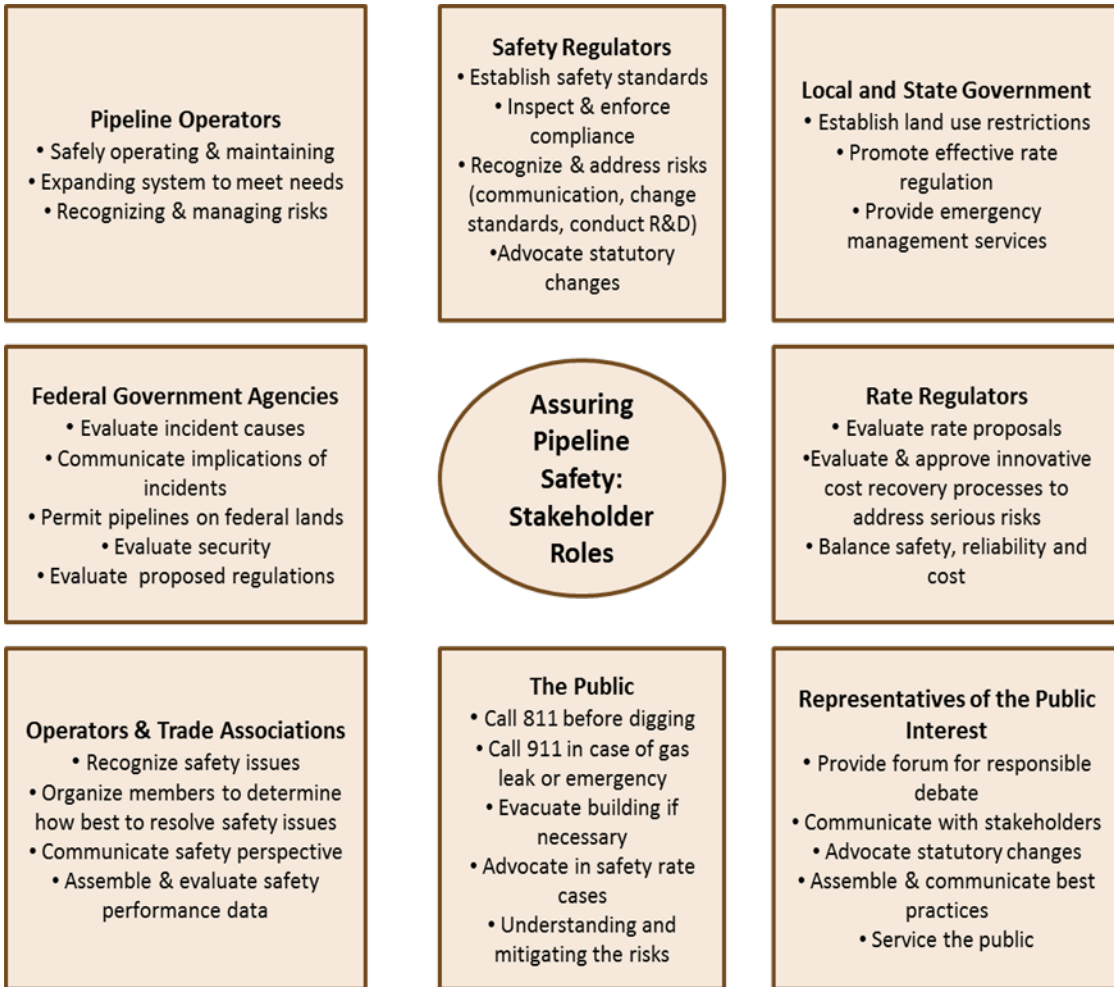 Pipeline Operators
• Safely operating & maintaining
• Expanding system to meet needs
• Recognizing & managing risks
Safety Regulators
• Establish safety standards
• Inspect & enforce
compliance
• Recognize & address risks
(communication, change
standards, conduct R&D)
•Advocate statutory
changes
Local and State Government
• Establish land use restrictions
• Promote effective rate
regulation
• Provide emergency
management services
Federal Government Agencies
• Evaluate incident causes
• Communicate implications of
incidents
• Permit pipelines on federal lands
• Evaluate security
• Evaluate proposed regulations
Assuring
Pipeline
Safety:
Stakeholder
Roles
Rate Regulators
• Evaluate rate proposals
•Evaluate & approve innovative
cost recovery processes to
address serious risks
• Balance safety, reliability and
cost
Operators & Trade Associations
• Recognize safety issues
• Organize members to determine
how best to resolve safety issues
• Communicate safety perspective
• Assemble & evaluate safety
performance data
The Public
• Call 811 before digging
• Call 911 in case of gas
leak or emergency
• Evacuate building if
necessary
• Advocate in safety rate
cases
• Understanding and
mitigating the risks
Representatives of the Public
Interest
• Provide forum for responsible
debate
• Communicate with stakeholders
• Advocate statutory changes
• Assemble & communicate best
practices
• Service the public